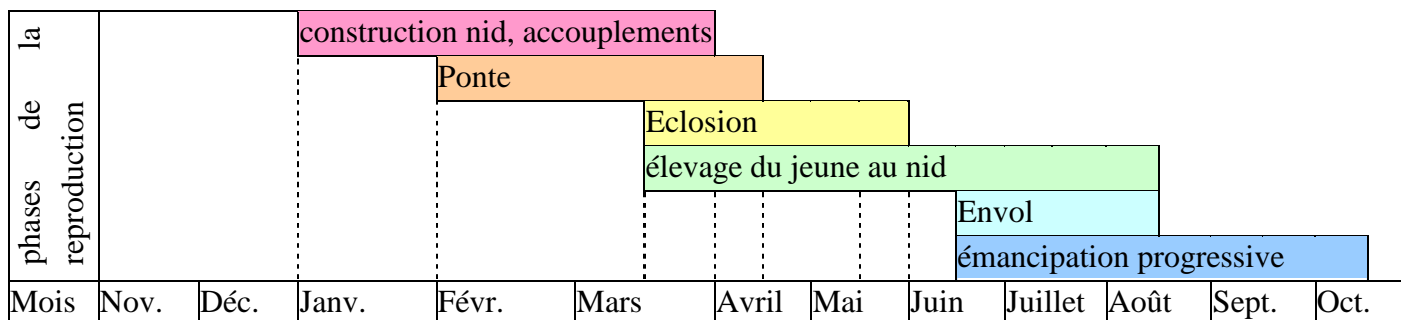 phases de la
reproduction
construction nid, accouplements
Ponte
Eclosion
élevage du jeune au nid
Envol
émancipation progressive
Mois Nov. Déc. Janv. Févr. Mars Avril Mai Juin Juillet Août Sept. Oct.